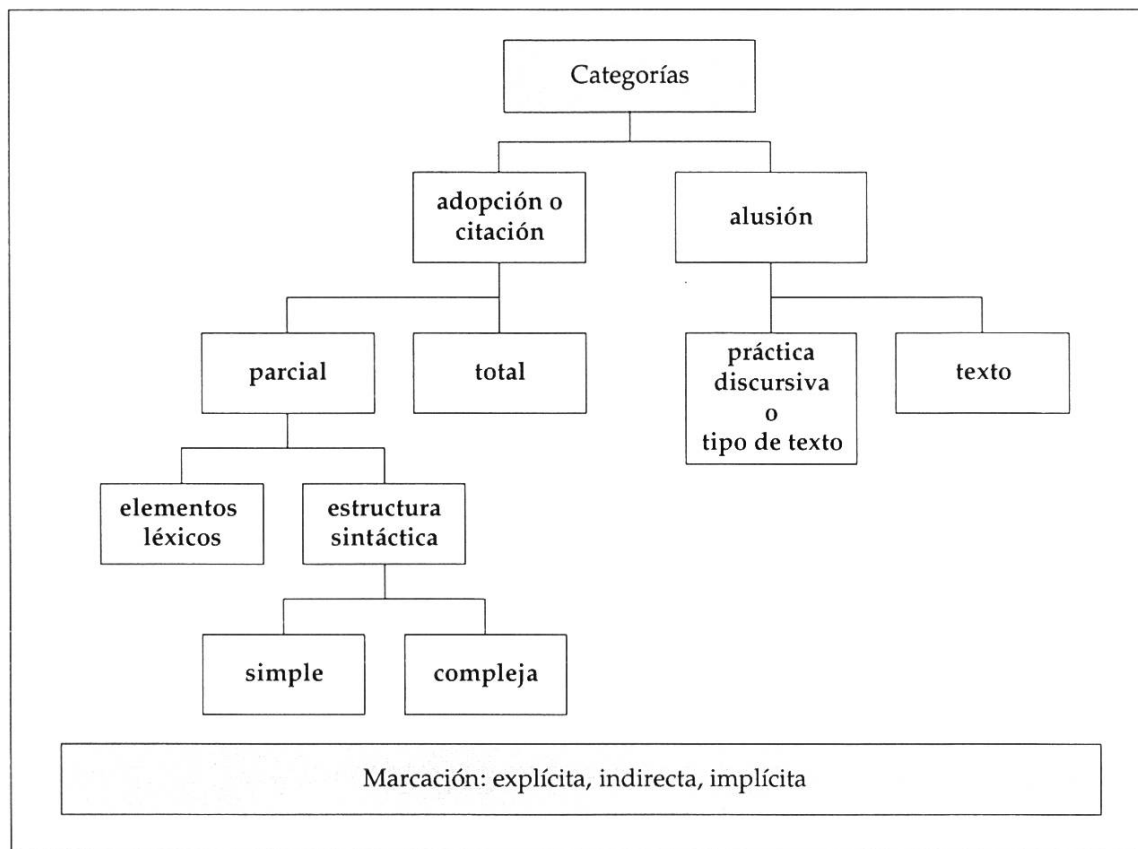 Categorías
adopción o
citación
alusión
parcial
total
práctica
discursiva
o
tipo de texto
texto
elementos
léxicos
estructura
sintáctica
simple
compleja
Marcación: explícita, indirecta, implícita